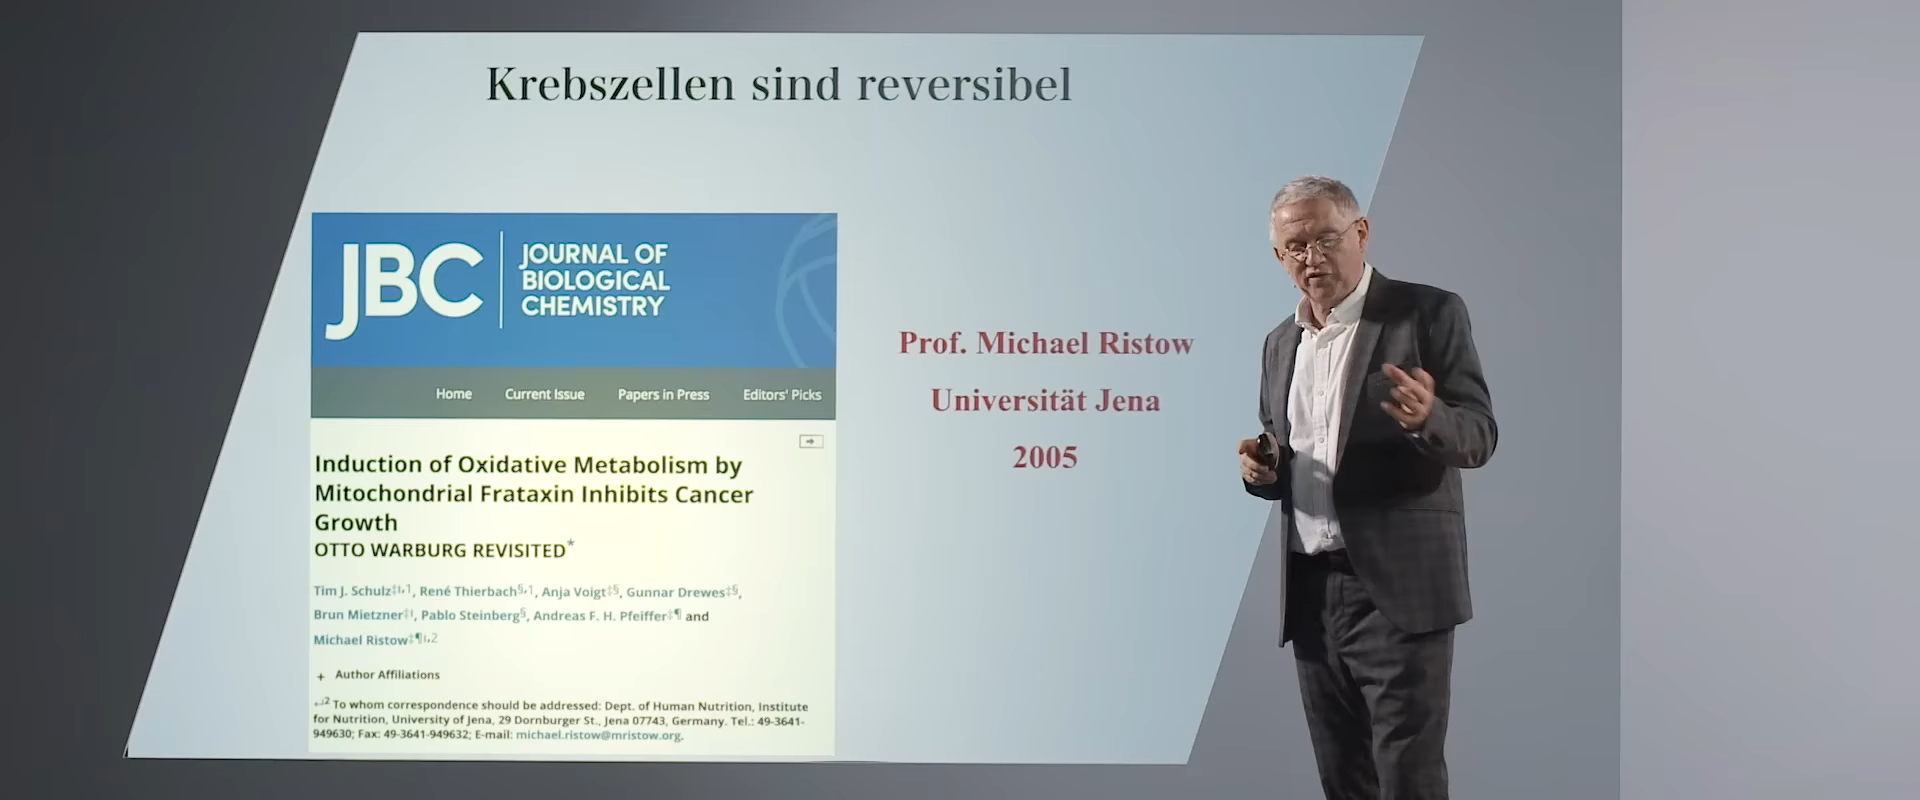 Krebszellen sind reversibel
JBC
JOURNAL OF
BIOLOGICAL
CHEMISTRY
Home Current Issue Papers in Press Editors' Picks
Induction of Oxidative Metabolism by
Mitochondrial Frataxin Inhibits Cancer
Growth
OTTO WARBURG REVISITED*
Tim J. Schulz‡∥,1, René Thierbach§,1, Anja Voigt‡§, Gunnar Drewes‡§,
Brun Mietzner‡∥, Pablo Steinberg§, Andreas F. H. Pfeiffer‡¶ and
Michael Ristow‡¶∥,2
+ Author Affiliations
↵2 To whom correspondence should be addressed: Dept. of Human Nutrition, Institute
for Nutrition, University of Jena, 29 Dornburger St., Jena 07743, Germany. Tel.: 49-3641-
949630; Fax: 49-3641-949632; E-mail: michael.ristow@mristow.org.
Prof. Michael Ristow
Universität Jena
2005